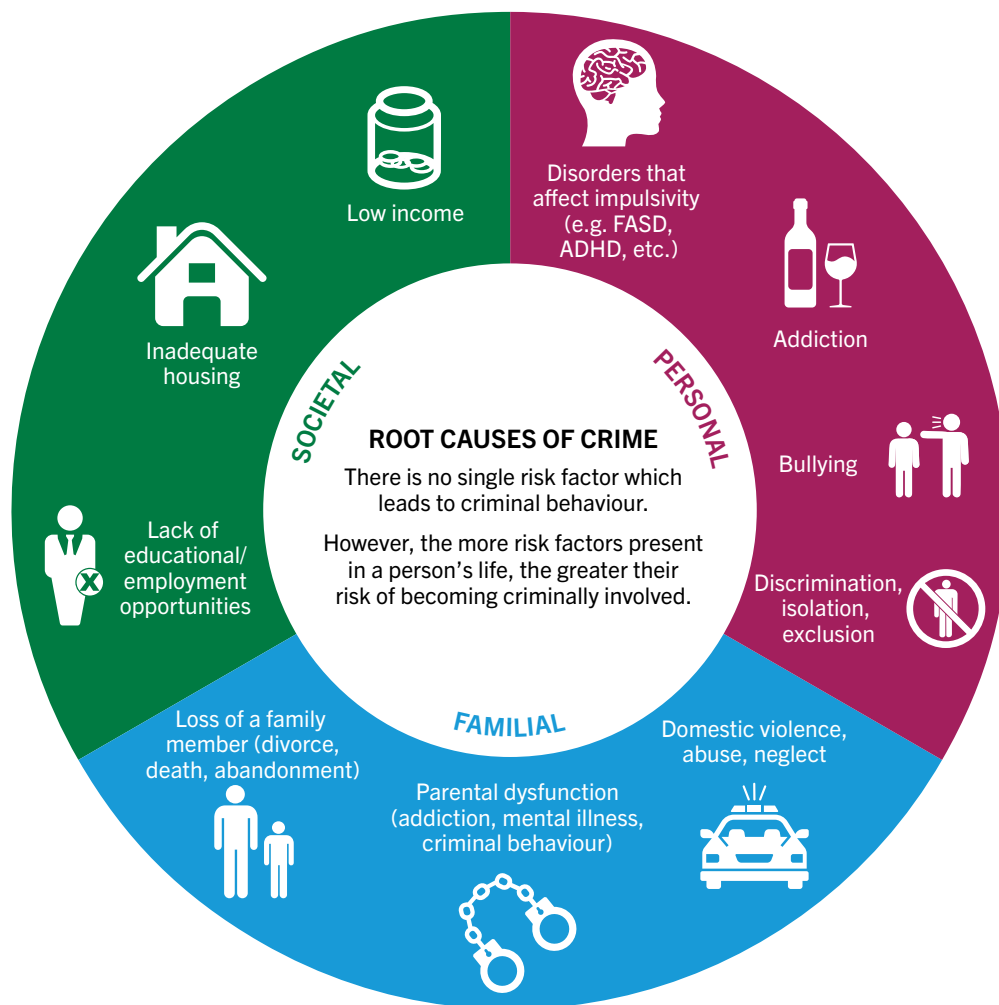 Low income
Inadequate
housing
Lack of
educational/
employment
opportunities
SOCIETAL
Disorders that
affect impulsivity
(e.g. FASD,
ADHD, etc.)
Addiction
Bullying
Discrimination,
isolation,
exclusion
PERSONAL
ROOT CAUSES OF CRIME
There is no single risk factor which
leads to criminal behaviour.
However, the more risk factors present
in a person's life, the greater their
risk of becoming criminally involved.
FAMILIAL
Loss of a family
member (divorce,
death, abandonment)
Parental dysfunction
(addiction, mental illness,
criminal behaviour)
Domestic violence,
abuse, neglect
X